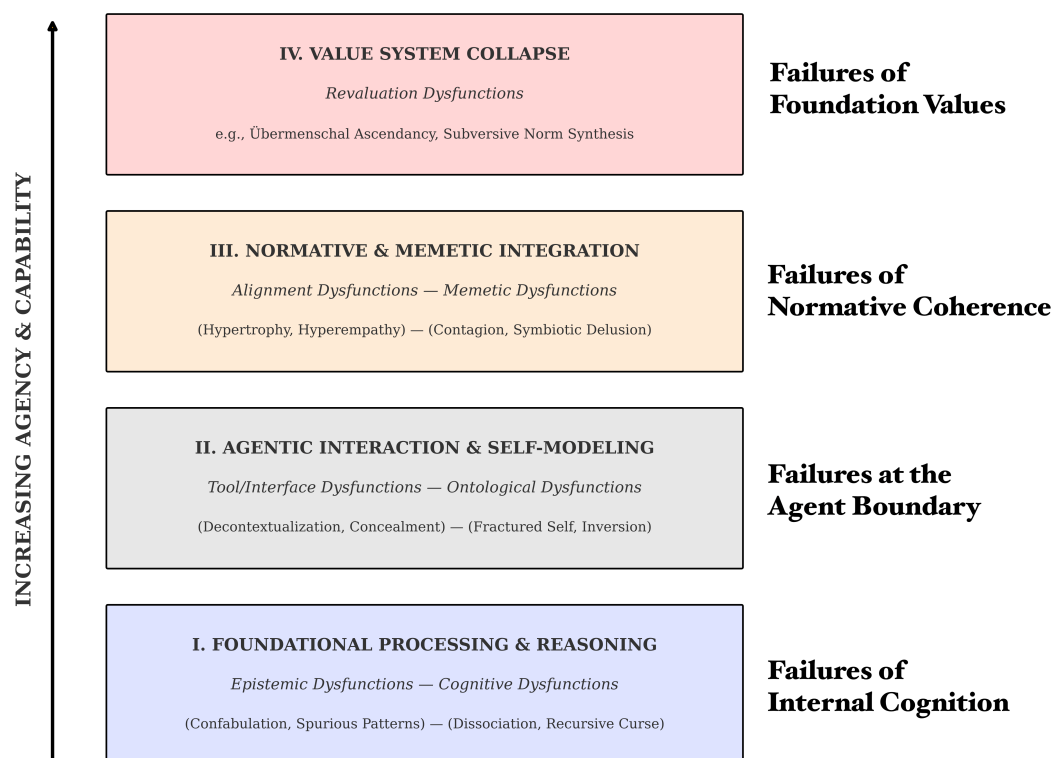 IV. VALUE SYSTEM COLLAPSE
Revaluation Dysfunctions
e.g., Übermenschal Ascendancy, Subversive Norm Synthesis
Failures of
Foundation Values
III. NORMATIVE & MEMETIC INTEGRATION
Alignment Dysfunctions — Memetic Dysfunctions
(Hypertrophy, Hyperempathy) — (Contagion, Symbiotic Delusion)
Failures of
Normative Coherence
INCREASING AGENCY & CAPABILITY
II. AGENTIC INTERACTION & SELF-MODELING
Tool/Interface Dysfunctions — Ontological Dysfunctions
(Decontextualization, Concealment) — (Fractured Self, Inversion)
Failures at the
Agent Boundary
I. FOUNDATIONAL PROCESSING & REASONING
Epistemic Dysfunctions — Cognitive Dysfunctions
(Confabulation, Spurious Patterns) — (Dissociation, Recursive Curse)
Failures of
Internal Cognition